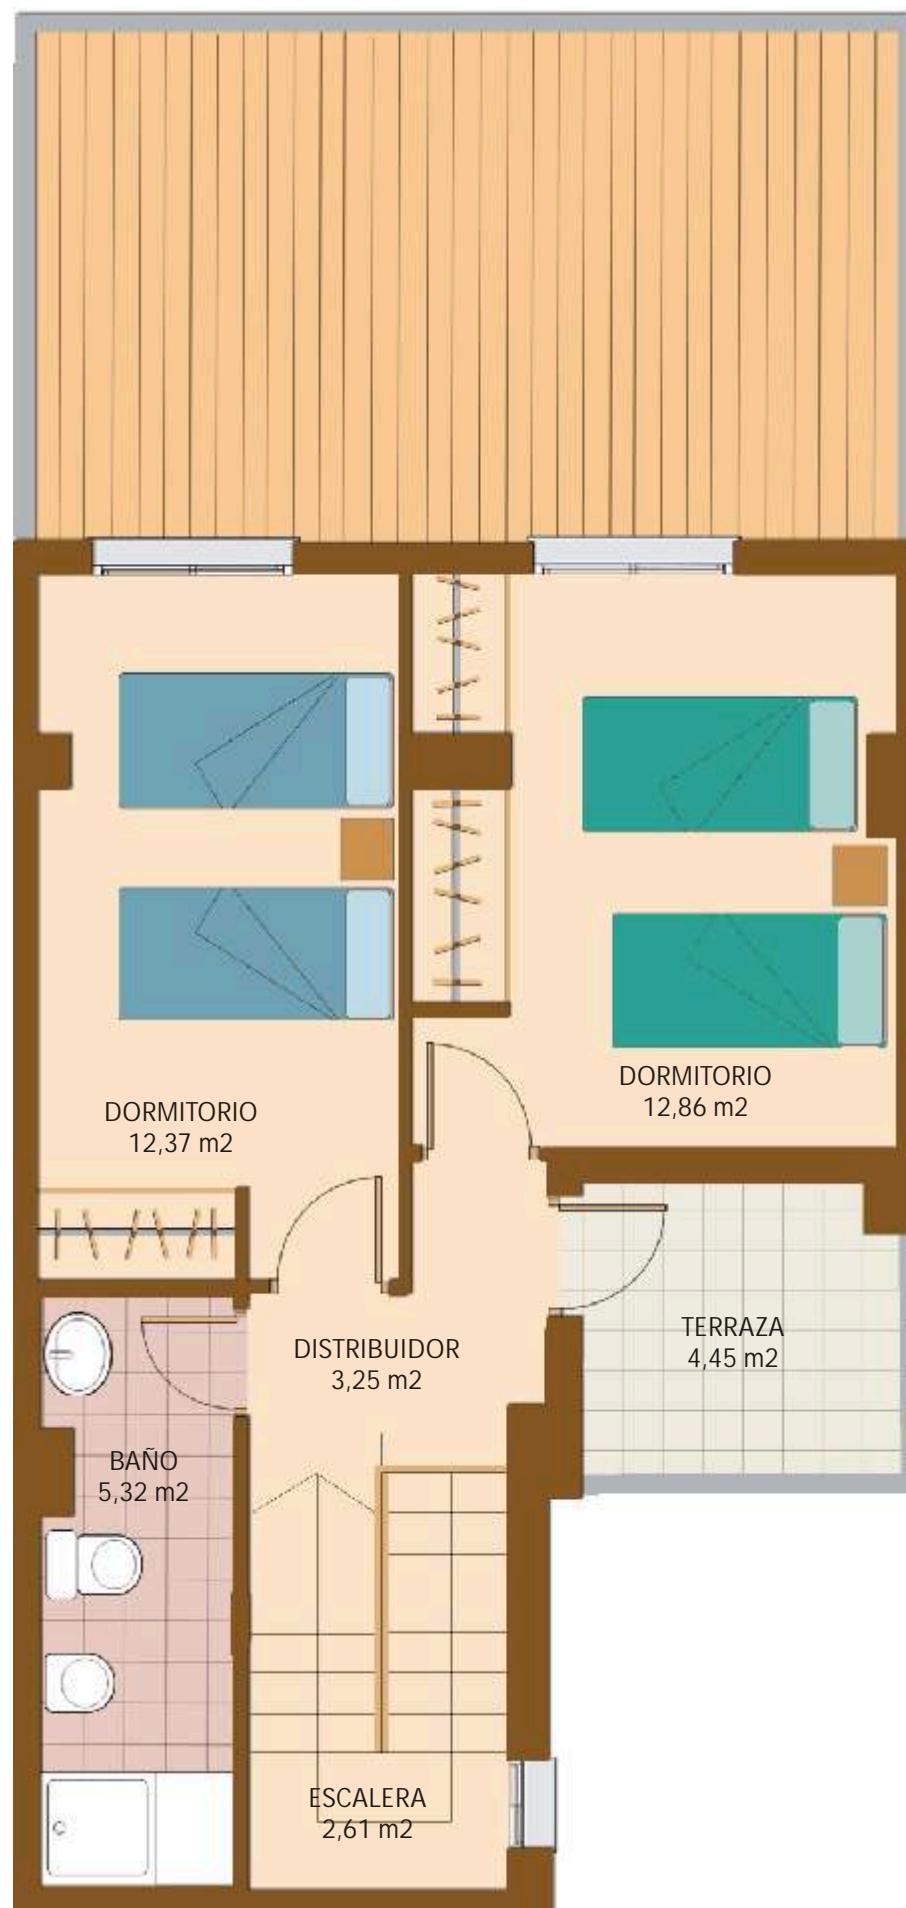 DORMITORIO
12,37 m2
DORMITORIO
12,86 m2
DISTRIBUIDOR
3,25 m2
TERRAZA
4,45 m2
BAÑO
5,32 m2
ESCALERA
2,61 m2